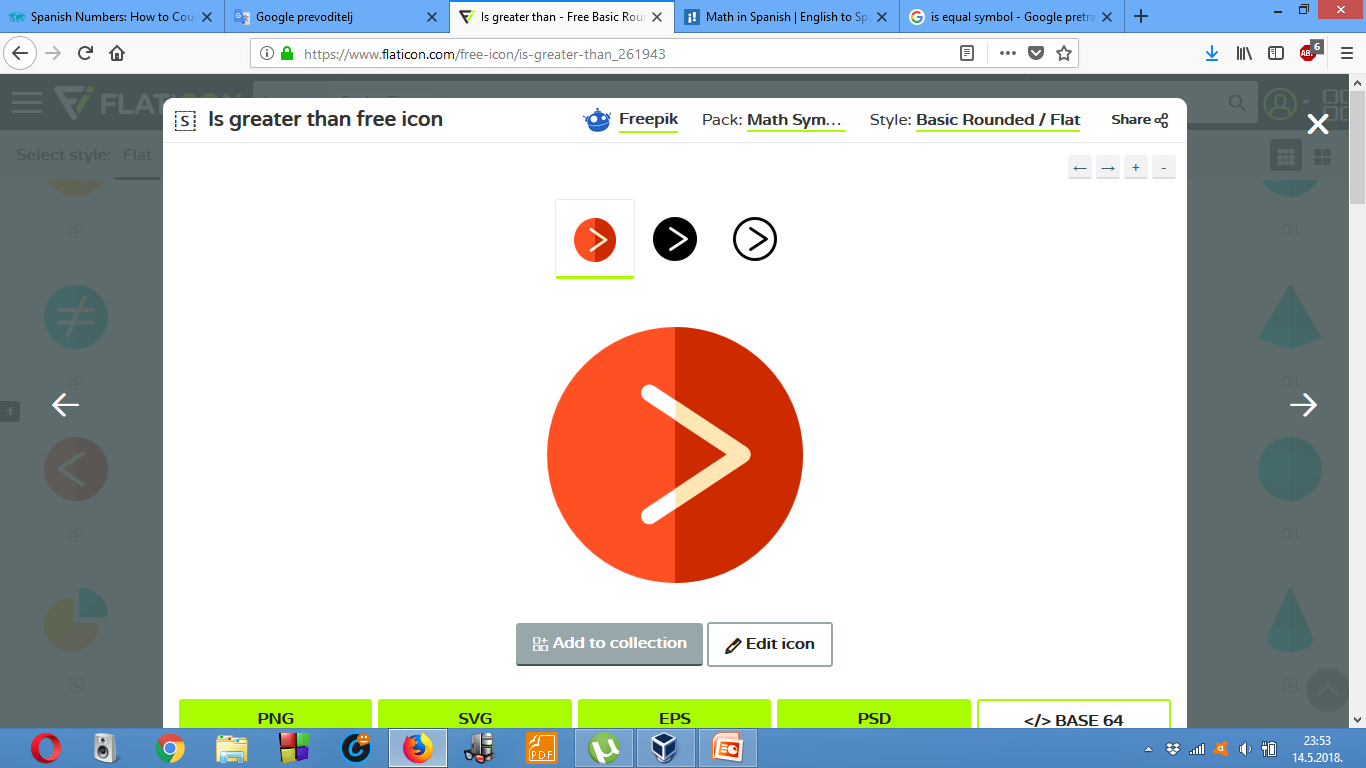 Spanish Numbers: How to Cou
Google prevoditelj
Is greater than - Free Basic Rou
Math in Spanish | English to Sp
is equal symbol - Google pretra
https://www.flaticon.com/free-icon/is-greater-than_261943
6
FLATICON
S Is greater than free icon
Freepik
Pack: Math Sym...
Style: Basic Rounded / Flat
Share
Select style: Flat
← → + -
Add to collection
Edit icon
PNG
SVG
EPS
PSD
</> BASE 64
PDF
23:53
14.5.2018.